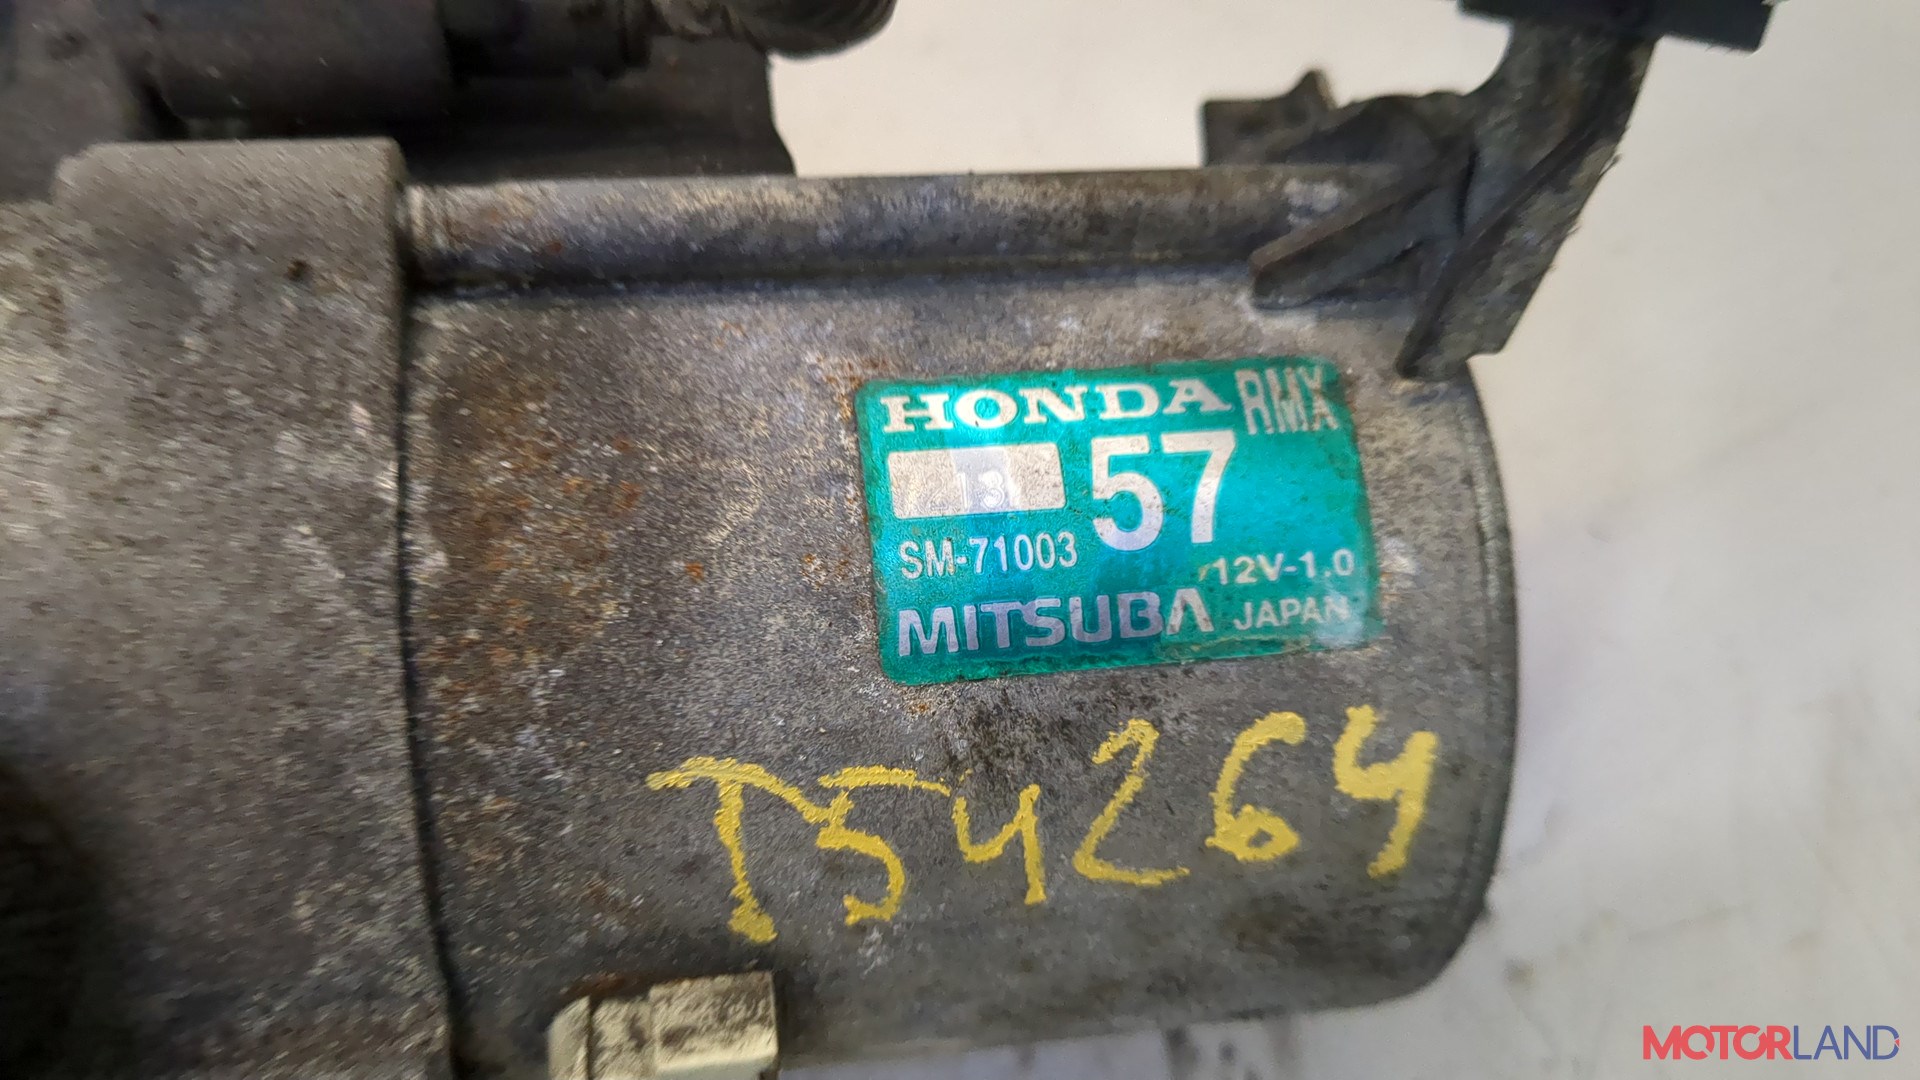 HONDA RMX
57
SM-71003
12V-1.0
MITSUBA JAPAN
T54264
MOTORLAND